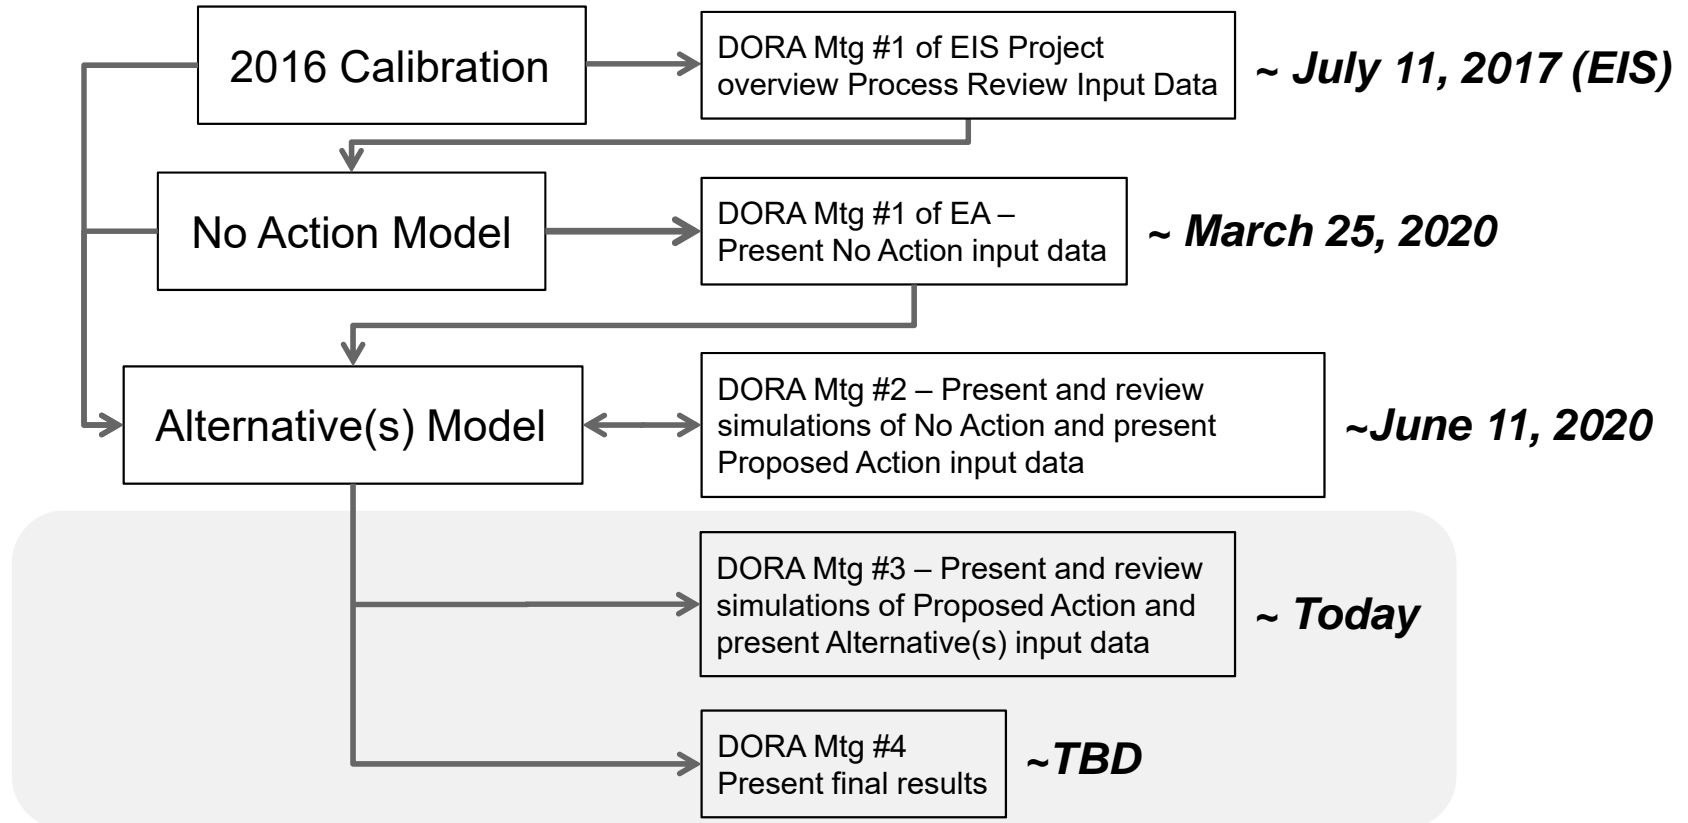 2016 Calibration
DORA Mtg #1 of EIS Project
overview Process Review Input Data
~ July 11, 2017 (EIS)
No Action Model
DORA Mtg #1 of EA –
Present No Action input data
~ March 25, 2020
Alternative(s) Model
DORA Mtg #2 – Present and review
simulations of No Action and present
Proposed Action input data
~June 11, 2020
DORA Mtg #3 – Present and review
simulations of Proposed Action and
present Alternative(s) input data
~ Today
DORA Mtg #4
Present final results
~TBD